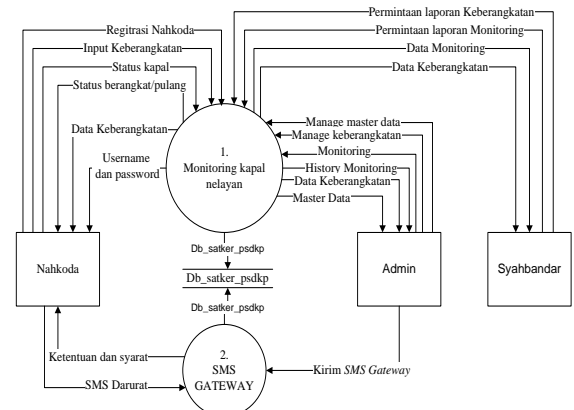 Permintaan laporan Keberangkatan
Regitrasi Nahkoda
Permintaan laporan Monitoring
Input Keberangkatan
Data Monitoring
Status kapal
Data Keberangkatan
Status berangkat/pulang
Data Keberangkatan
Username
dan password
1.
Monitoring kapal
nelayan
Manage master data
Manage keberangkatan
Monitoring
History Monitoring
Data Keberangkatan
Master Data
Db_satker_psdkp
Nahkoda
Db_satker_psdkp
Admin
Syahbandar
Db_satker_psdkp
2.
SMS
GATEWAY
Ketentuan dan syarat
SMS Darurat
Kirim SMS Gateway